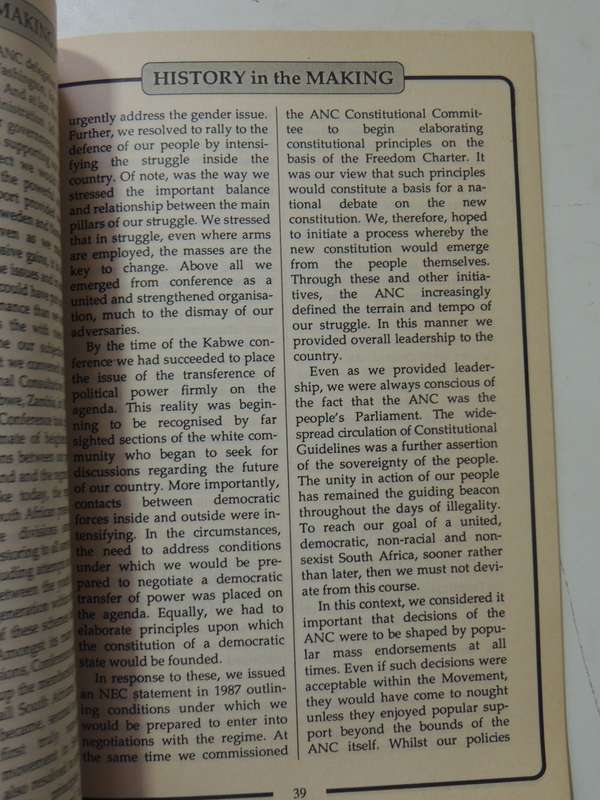 HISTORY in the MAKING
urgently address the gender issue.
Further, we resolved to rally to the
defence of our people by intensi-
fying the struggle inside the
country. Of note, was the way we
stressed the important balance
and relationship between the main
pillars of our struggle. We stressed
that in struggle, even where arms
are employed, the masses are the
key to change. Above all we
emerged from conference as a
united and strengthened organisa-
tion, much to the dismay of our
adversaries.
By the time of the Kabwe con-
ference we had succeeded to place
the issue of the transference of
political power firmly on the
agenda. This reality was begin-
ning to be recognised by far
sighted sections of the white com-
munity who began to seek for
discussions regarding the future
of our country. More importantly,
contacts between democratic
forces inside and outside were in-
tensifying. In the circumstances,
the need to address conditions
under which we would be pre-
pared to negotiate a democratic
transfer of power was placed on
the agenda. Equally, we had to
elaborate principles upon which
the constitution of a democratic
state would be founded.
In response to these, we issued
an NEC statement in 1987 outlin-
ing conditions under which we
would be prepared to enter into
negotiations with the regime. At
the same time we commissioned
the ANC Constitutional Commit-
tee to begin elaborating
constitutional principles on the
basis of the Freedom Charter. It
was our view that such principles
would constitute a basis for a na-
tional debate on the new
constitution. We, therefore, hoped
to initiate a process whereby the
new constitution would emerge
from the people themselves.
Through these and other initia-
tives, the ANC increasingly
defined the terrain and tempo of
our struggle. In this manner we
provided overall leadership to the
country.
Even as we provided leader-
ship, we were always conscious of
the fact that the ANC was the
people's Parliament. The wide-
spread circulation of Constitutional
Guidelines was a further assertion
of the sovereignty of the people.
The unity in action of our people
has remained the guiding beacon
throughout the days of illegality.
To reach our goal of a united,
democratic, non-racial and non-
sexist South Africa, sooner rather
than later, then we must not devi-
ate from this course.
In this context, we considered it
important that decisions of the
ANC were to be shaped by popu-
lar mass endorsements at all
times. Even if such decisions were
acceptable within the Movement,
they would have come to nought
unless they enjoyed popular sup-
port beyond the bounds of the
ANC itself. Whilst our policies
39